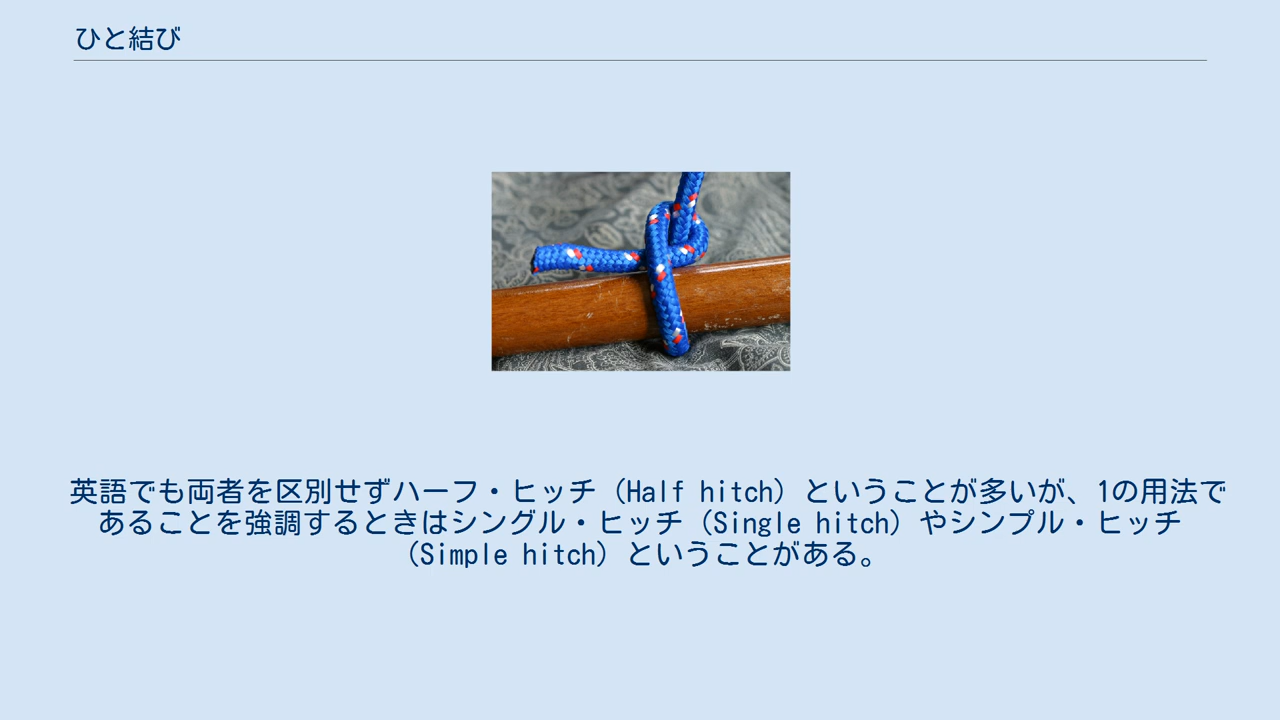 ひと結び
英語でも両者を区別せずハーフ・ヒッチ（Half hitch）ということが多いが、1の用法で
あることを強調するときはシングル・ヒッチ（Single hitch）やシンプル・ヒッチ
（Simple hitch）ということがある。